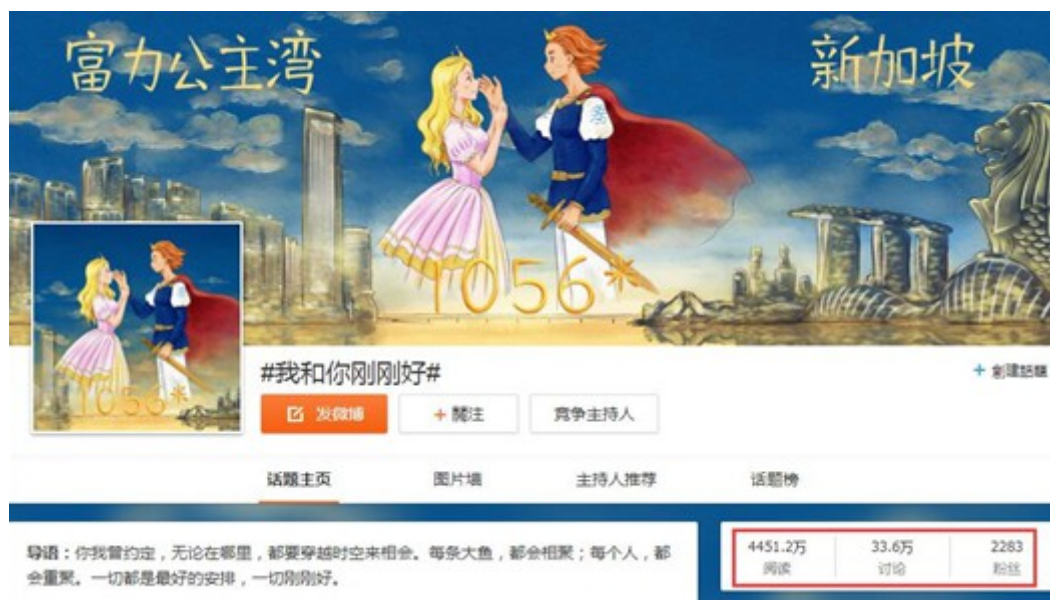 富力公主湾
新加坡
1056*
1056*
#我和你刚刚好#
+ 創建話題
发微博
+ 關注
竞争主持人
话题主页
图片墙
主持人推荐
话题榜
导语：你我曾约定，无论在哪里，都要穿越时空来相会。每条大鱼，都会相聚；每个人，都
会重聚。一切都是最好的安排，一切刚刚好。
4451.2万
33.6万
2283
阅读
讨论
粉丝